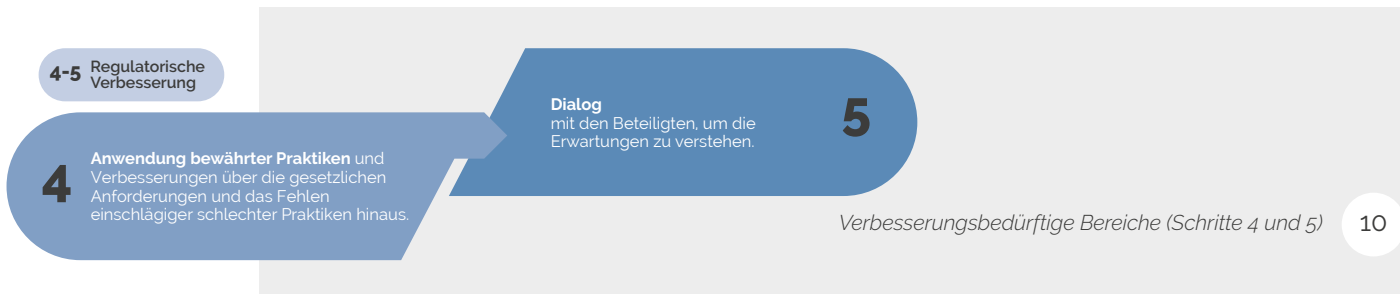 4-5 Regulatorische
Verbesserung
4
Anwendung bewährter Praktiken und
Verbesserungen über die gesetzlichen
Anforderungen und das Fehlen
einschlägiger schlechter Praktiken hinaus.
Dialog
mit den Beteiligten, um die
Erwartungen zu verstehen.
5
Verbesserungsbedürftige Bereiche (Schritte 4 und 5)
10